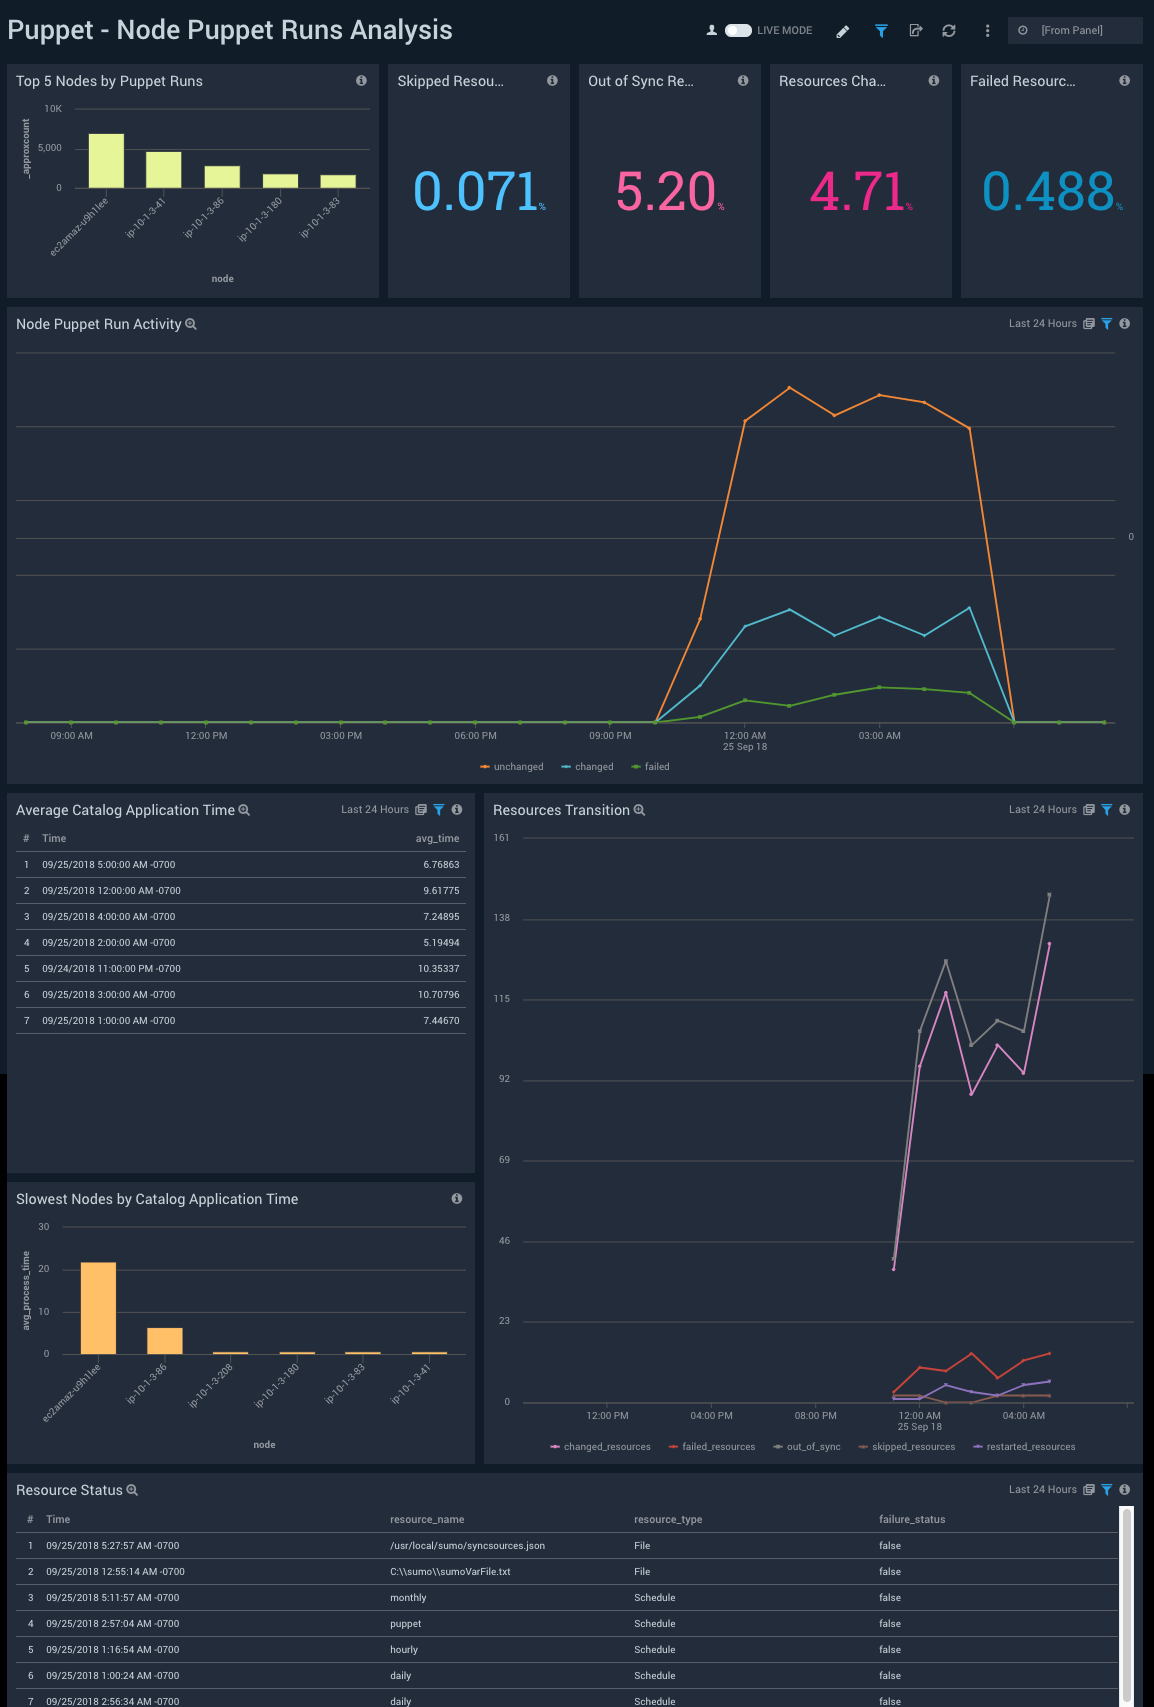 Puppet - Node Puppet Runs Analysis
LIVE MODE
[From Panel]
Top 5 Nodes by Puppet Runs
10K
5,000
0
_approxcount
ec2amaz-u9h1lee
ip-10-1-3-41
ip-10-1-3-86
ip-10-1-3-180
ip-10-1-3-83
node
Skipped Resou...
0.071%
Out of Sync Re...
5.20%
Resources Cha...
4.71%
Failed Resourc...
0.488%
Node Puppet Run Activity
Last 24 Hours
0
09:00 AM
12:00 PM
03:00 PM
06:00 PM
09:00 PM
12:00 AM
25 Sep 18
03:00 AM
unchanged
changed
failed
Average Catalog Application Time
Last 24 Hours
# Time avg_time
1 09/25/2018 5:00:00 AM -0700 6.76863
2 09/25/2018 12:00:00 AM -0700 9.61775
3 09/25/2018 4:00:00 AM -0700 7.24895
4 09/25/2018 2:00:00 AM -0700 5.19494
5 09/24/2018 11:00:00 PM -0700 10.35337
6 09/25/2018 3:00:00 AM -0700 10.70796
7 09/25/2018 1:00:00 AM -0700 7.44670
Resources Transition
Last 24 Hours
161
138
115
92
69
46
23
0
12:00 PM
04:00 PM
08:00 PM
12:00 AM
25 Sep 18
04:00 AM
changed_resources
failed_resources
out_of_sync
skipped_resources
restarted_resources
Slowest Nodes by Catalog Application Time
30
20
10
0
avg_process_time
ec2amaz-u9h1lee
ip-10-1-3-86
ip-10-1-3-208
ip-10-1-3-180
ip-10-1-3-83
ip-10-1-3-41
node
Resource Status
Last 24 Hours
# Time resource_name resource_type failure_status
1 09/25/2018 5:27:57 AM -0700 /usr/local/sumo/syncsources.json File false
2 09/25/2018 12:55:14 AM -0700 C:\\sumo\\sumoVarFile.txt File false
3 09/25/2018 5:11:57 AM -0700 monthly Schedule false
4 09/25/2018 2:57:04 AM -0700 puppet Schedule false
5 09/25/2018 1:16:54 AM -0700 hourly Schedule false
6 09/25/2018 1:00:24 AM -0700 daily Schedule false
7 09/25/2018 2:56:34 AM -0700 daily Schedule false